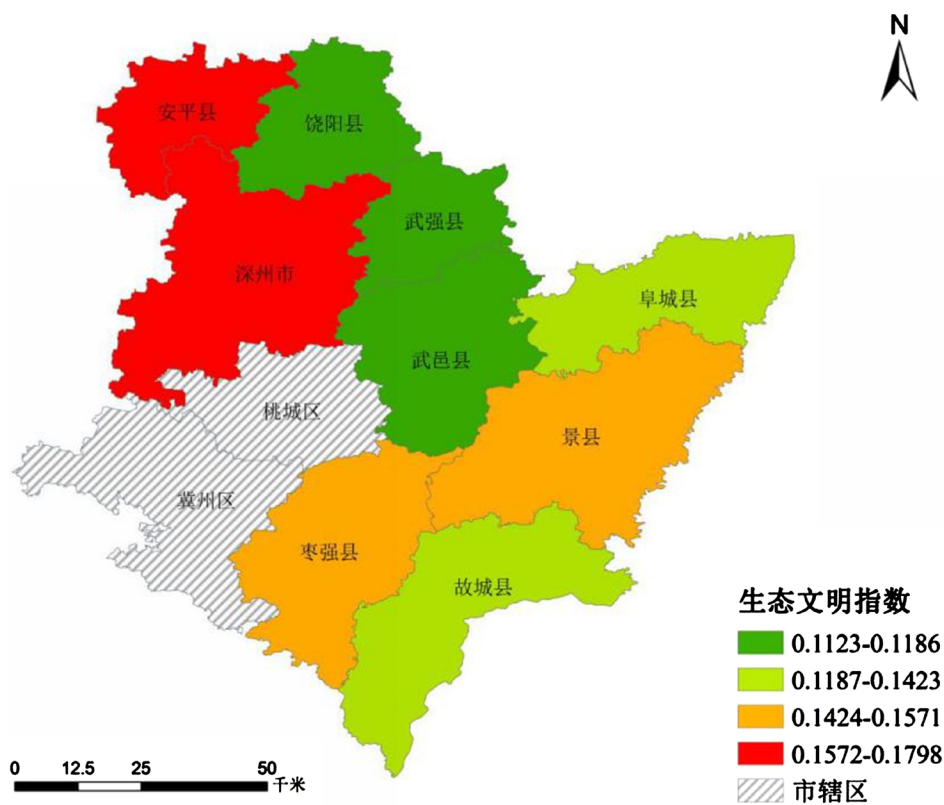 N
安平县
饶阳县
武强县
深州市
阜城县
武邑县
桃城区
景县
冀州区
枣强县
故城县
生态文明指数
0.1123-0.1186
0.1187-0.1423
0.1424-0.1571
0.1572-0.1798
市辖区
0 12.5 25 50
千米